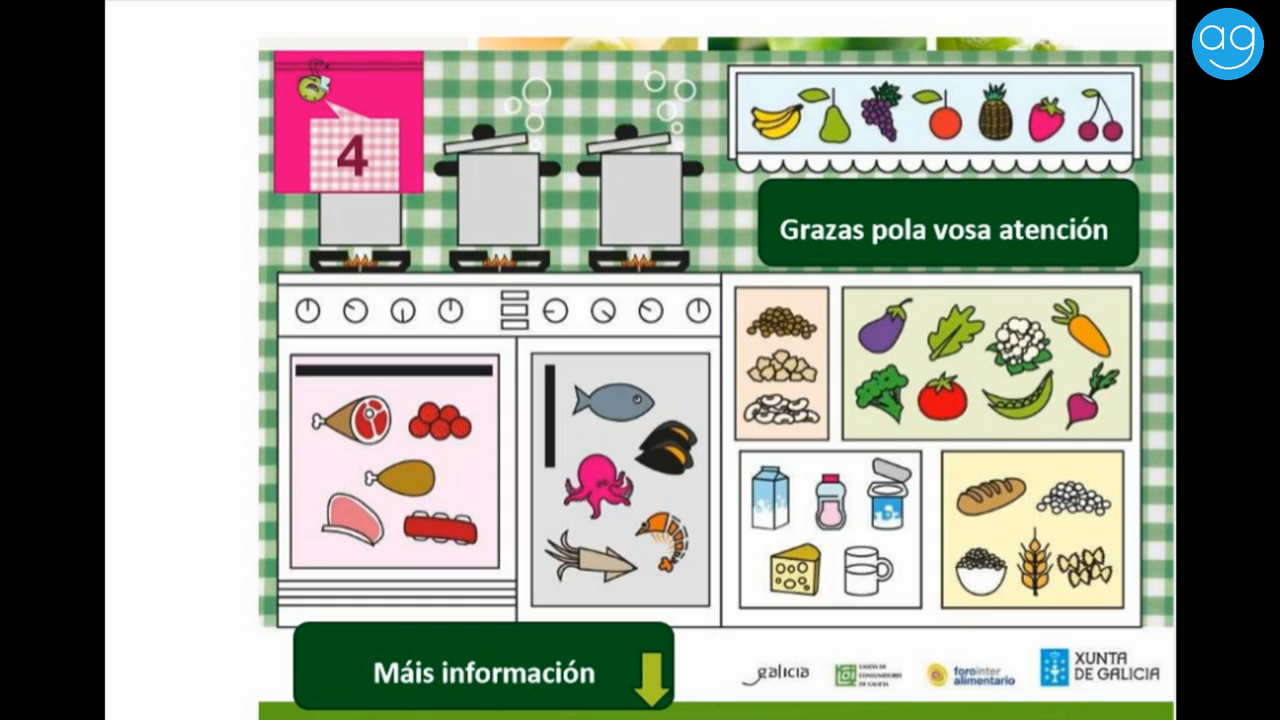 ag
4
Grazas pola vosa atención
Máis información
galicia
UNIÓN DE
CONSUMIDORES
DE GALICIA
forointer
alimentario
XUNTA
DE GALICIA